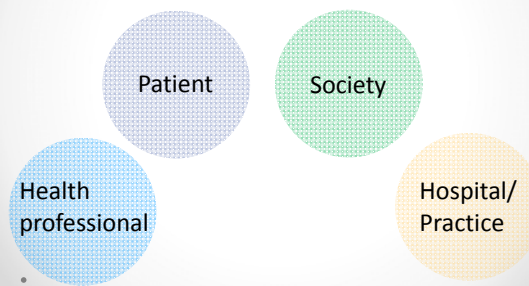 Patient
Society
Health
professional
Hospital/
Practice